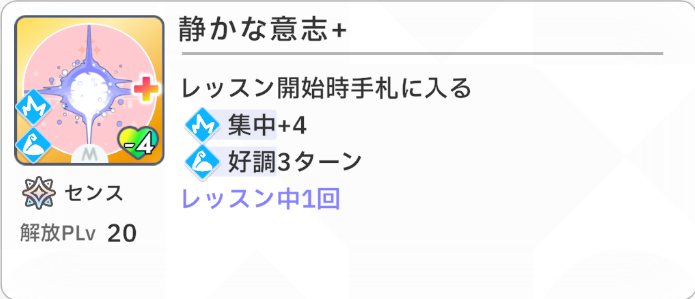 静かな意志+
レッスン開始時手札に入る
集中+4
好調3ターン
レッスン中1回
-4
M
センス
解放PLv 20